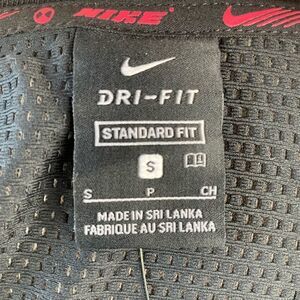 NIKE
DRI-FIT
STANDARD FIT
S
S P CH
MADE IN SRI LANKA
FABRIQUE AU SRI LANKA